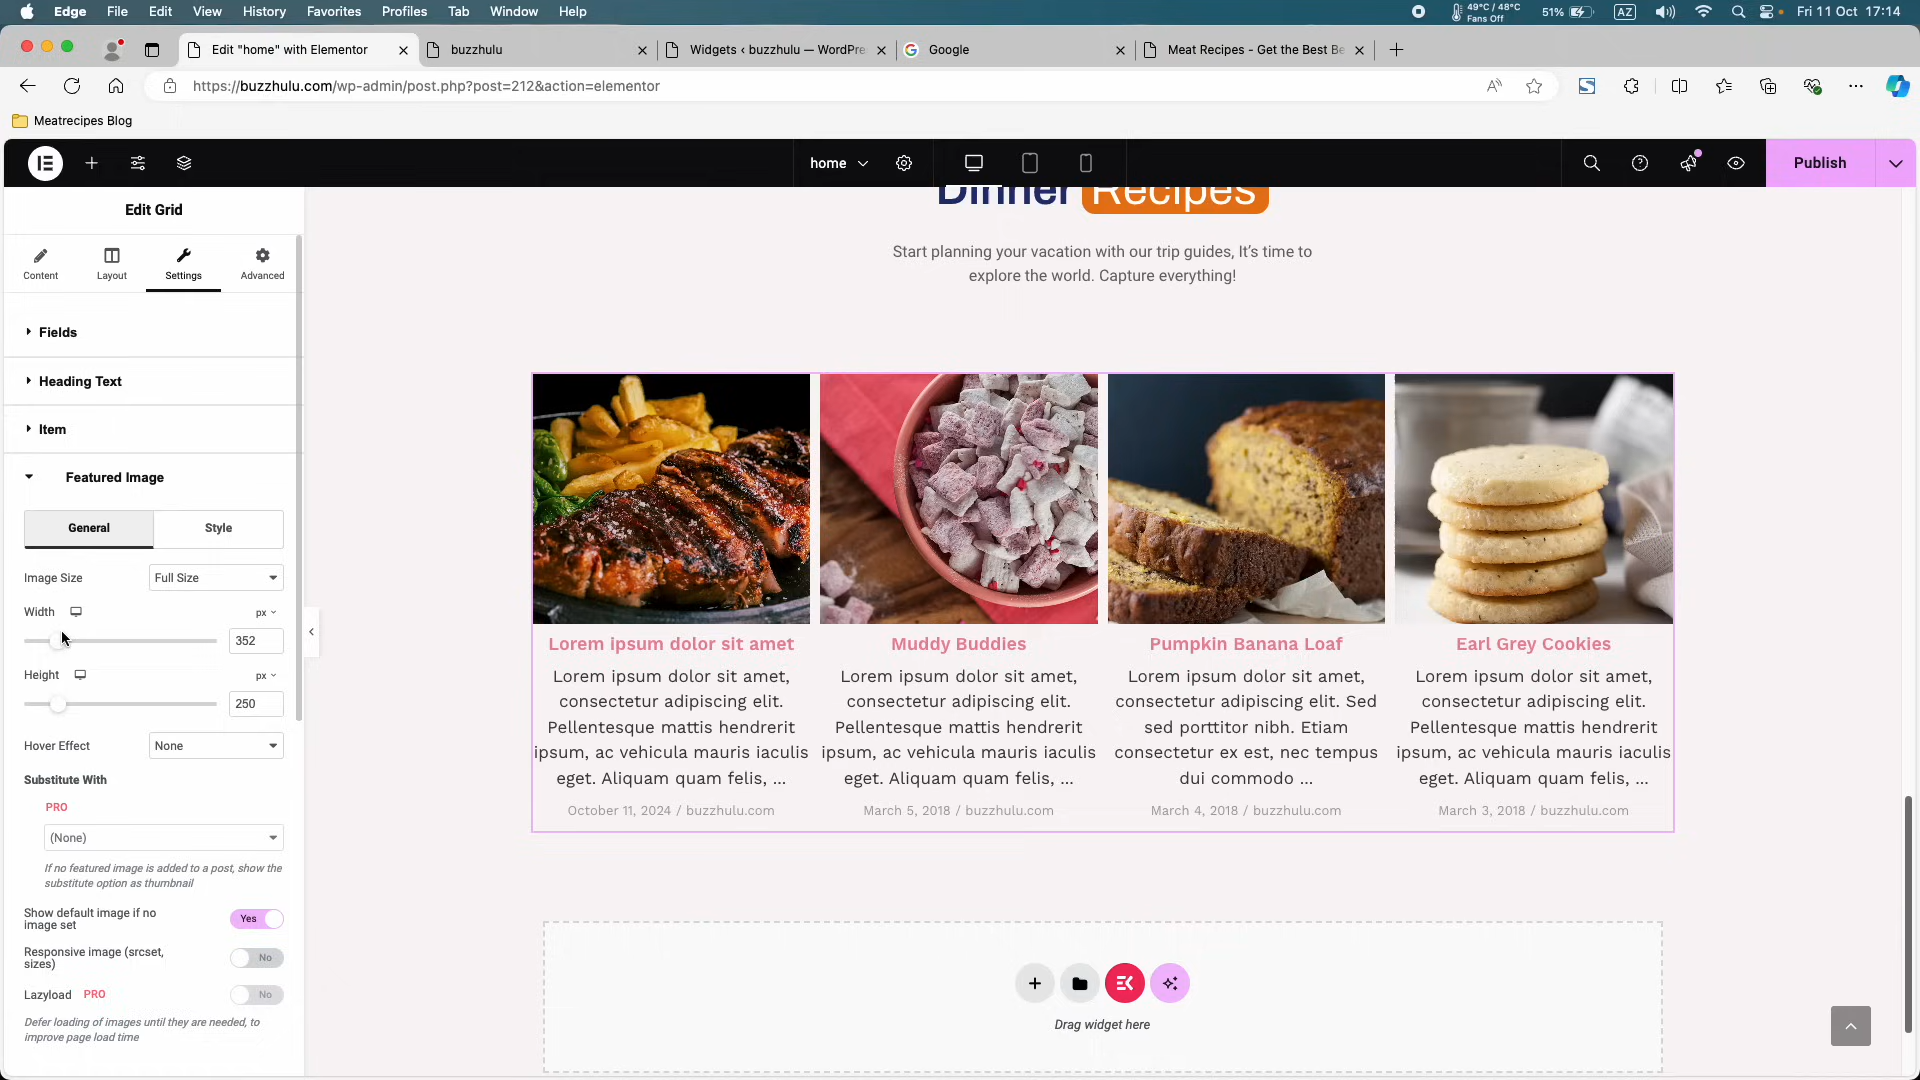 Edge File Edit View History Favorites Profiles Tab Window Help 49°C / 48°C Fans Off 51% AZ Fri 11 Oct 17:14
Edit "home" with Elementor buzzhulu Widgets ‹ buzzhulu — WordPre Google Meat Recipes - Get the Best Be
https://buzzhulu.com/wp-admin/post.php?post=212&action=elementor
Meatrecipes Blog
home Publish
Edit Grid
Content Layout Settings Advanced
Fields
Heading Text
Item
Featured Image
General Style
Image Size Full Size
Width px
352
Height px
250
Hover Effect None
Substitute With
PRO
(None)
If no featured image is added to a post, show the
substitute option as thumbnail
Show default image if no
image set Yes
Responsive image (srcset,
sizes) No
Lazyload PRO No
Defer loading of images until they are needed, to
improve page load time
Dinner Recipes
Start planning your vacation with our trip guides, It's time to
explore the world. Capture everything!
Lorem ipsum dolor sit amet
Lorem ipsum dolor sit amet,
consectetur adipiscing elit.
Pellentesque mattis hendrerit
ipsum, ac vehicula mauris iaculis
eget. Aliquam quam felis, ...
October 11, 2024 / buzzhulu.com
Muddy Buddies
Lorem ipsum dolor sit amet,
consectetur adipiscing elit.
Pellentesque mattis hendrerit
ipsum, ac vehicula mauris iaculis
eget. Aliquam quam felis, ...
March 5, 2018 / buzzhulu.com
Pumpkin Banana Loaf
Lorem ipsum dolor sit amet,
consectetur adipiscing elit. Sed
sed porttitor nibh. Etiam
consectetur ex est, nec tempus
dui commodo ...
March 4, 2018 / buzzhulu.com
Earl Grey Cookies
Lorem ipsum dolor sit amet,
consectetur adipiscing elit.
Pellentesque mattis hendrerit
ipsum, ac vehicula mauris iaculis
eget. Aliquam quam felis, ...
March 3, 2018 / buzzhulu.com
Drag widget here